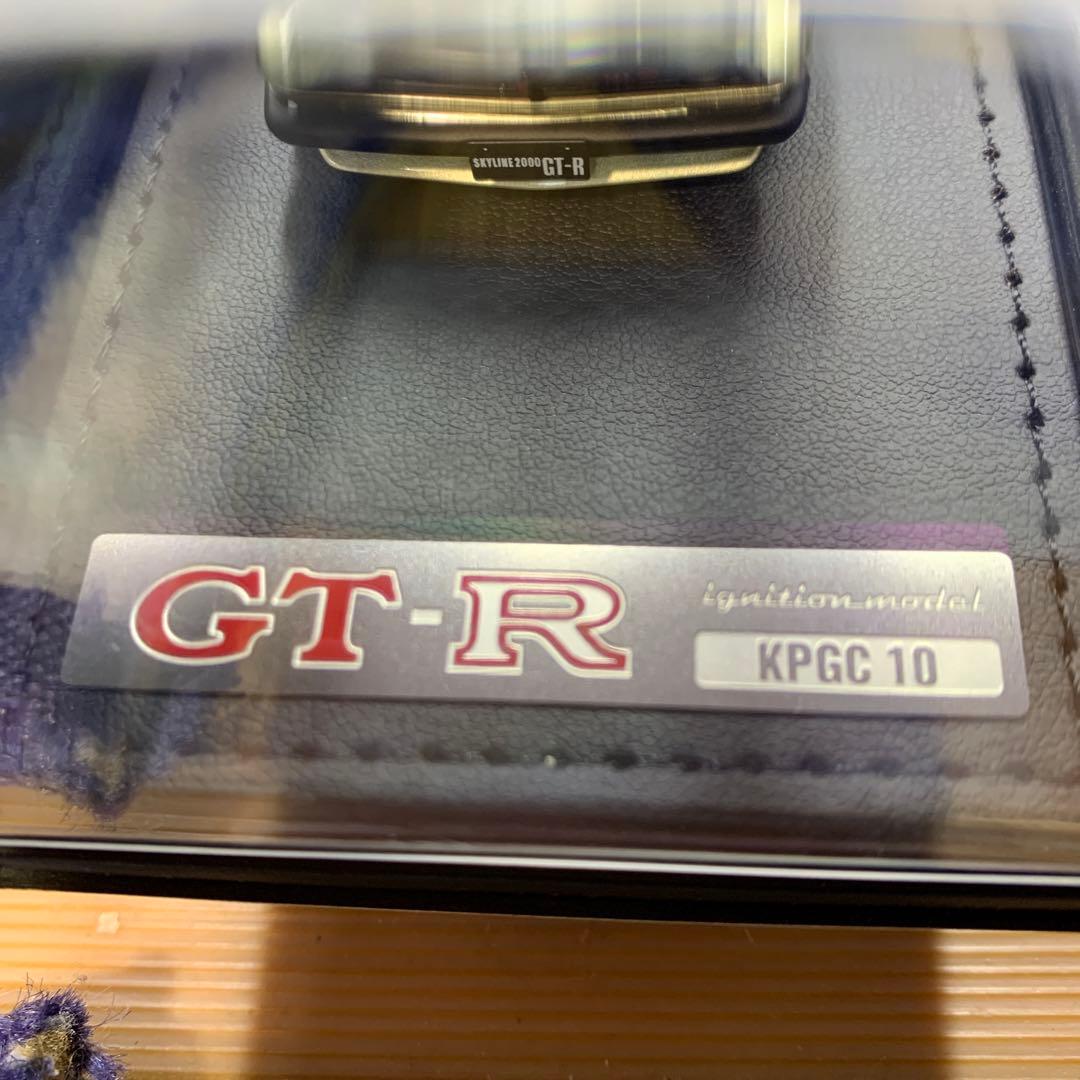 SKYLINE 2000 GT-R
GT-R
ignition model
KPGC 10